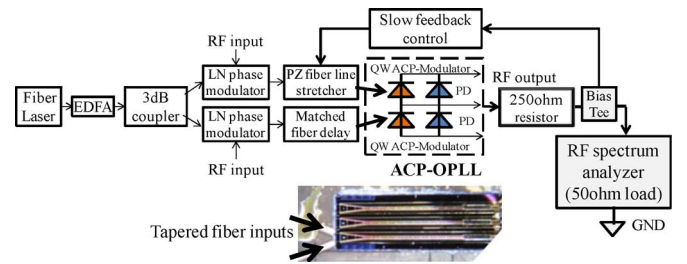 Slow feedback
control
RF input
QW ACP-Modulator
RF output
Fiber
Laser
EDFA
3dB
coupler
LN phase
modulator
PZ fiber line
stretcher
PD
250ohm
resistor
Bias
Tee
LN phase
modulator
Matched
fiber delay
PD
QW ACP-Modulator
RF input
ACP-OPLL
RF spectrum
analyzer
(50ohm load)
Tapered fiber inputs
GND